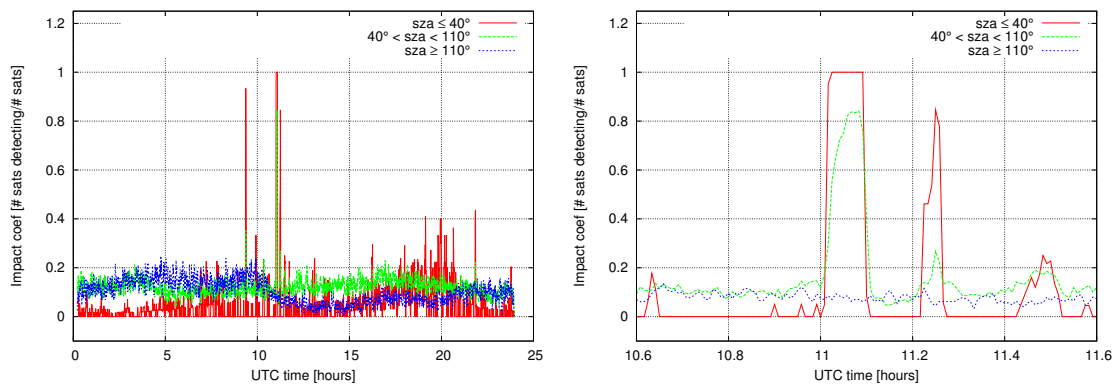 Impact coef [# sats detecting/# sats]
1.2
1
0.8
0.6
0.4
0.2
0
sza ≤ 40°
40° < sza < 110°
sza ≥ 110°
0 5 10 15 20 25
UTC time [hours]
Impact coef [# sats detecting/# sats]
1.2
1
0.8
0.6
0.4
0.2
0
sza ≤ 40°
40° < sza < 110°
sza ≥ 110°
10.6 10.8 11 11.2 11.4 11.6
UTC time [hours]